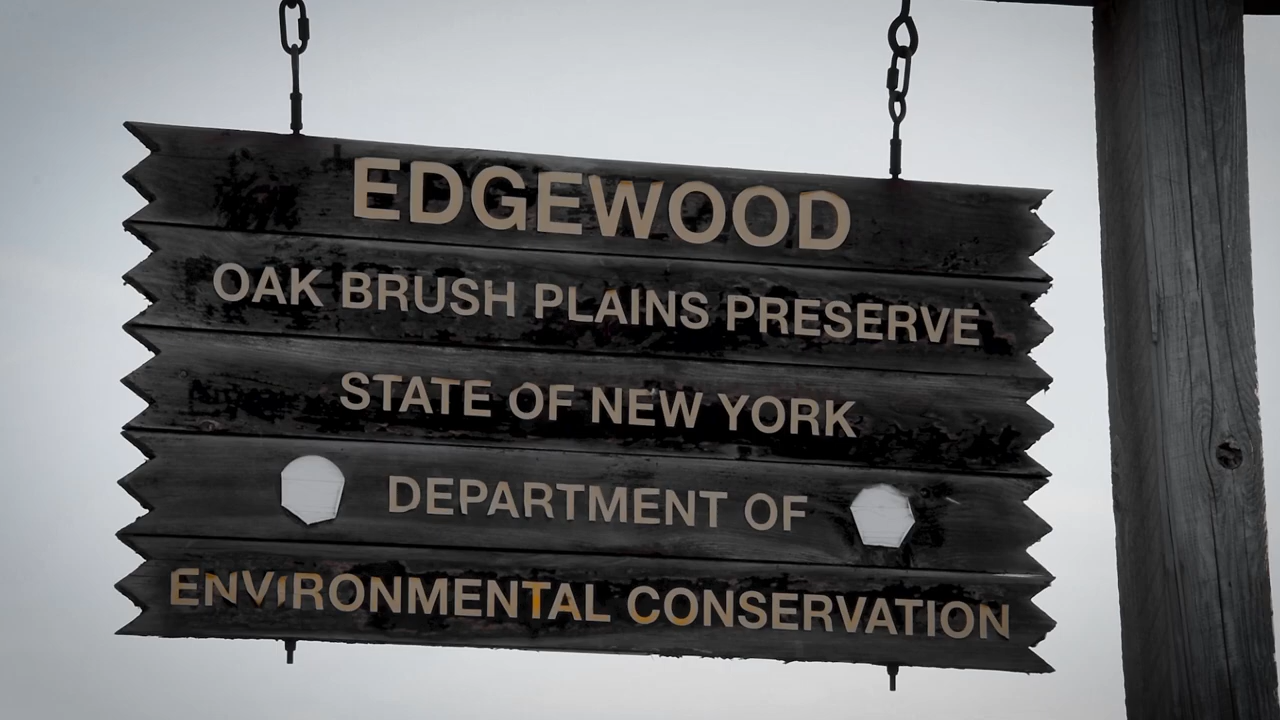 EDGEWOOD
OAK BRUSH PLAINS PRESERVE
STATE OF NEW YORK
DEPARTMENT OF
ENVIRONMENTAL CONSERVATION